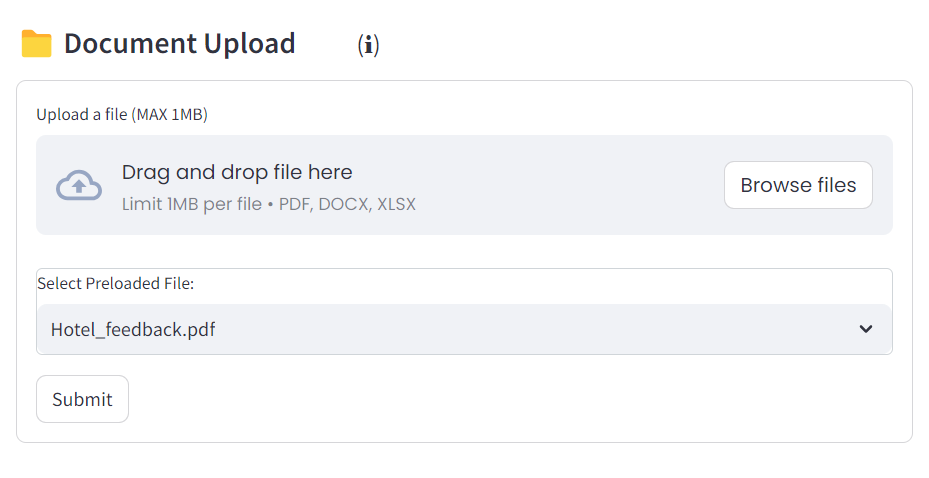 Document Upload (i)
Upload a file (MAX 1MB)
Drag and drop file here
Limit 1MB per file • PDF, DOCX, XLSX
Browse files
Select Preloaded File:
Hotel_feedback.pdf
Submit